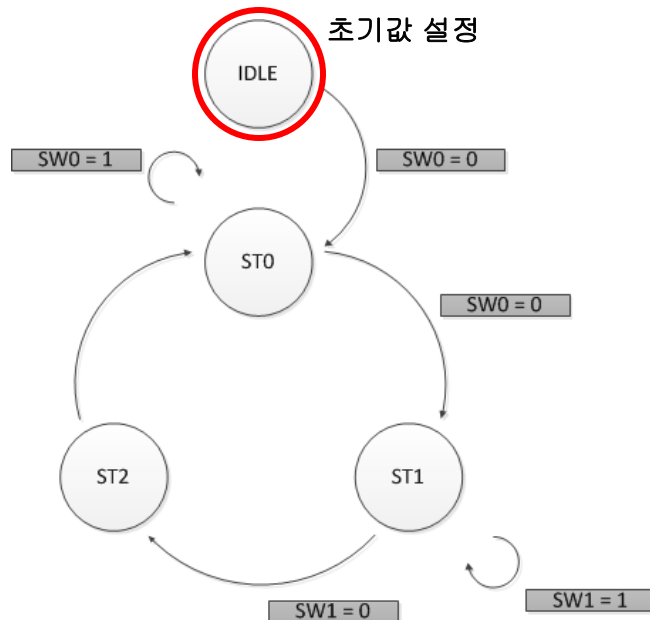 초기값 설정
IDLE
SW0 = 1
SW0 = 0
ST0
SW0 = 0
ST2
ST1
SW1 = 0
SW1 = 1